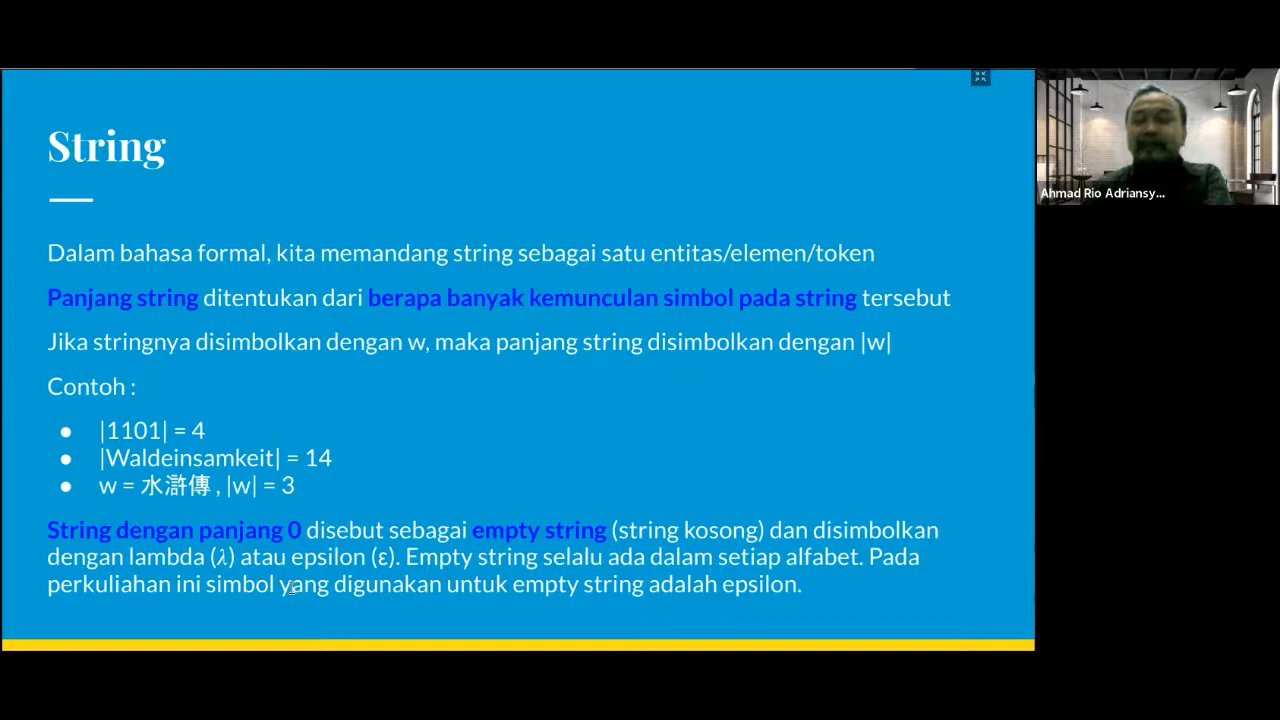 String
Dalam bahasa formal, kita memandang string sebagai satu entitas/elemen/token
Panjang string ditentukan dari berapa banyak kemunculan simbol pada string tersebut
Jika stringnya disimbolkan dengan w, maka panjang string disimbolkan dengan |w|
Contoh :
● |1101| = 4
● |Waldeinsamkeit| = 14
● w = 水滸傳 , |w| = 3
String dengan panjang 0 disebut sebagai empty string (string kosong) dan disimbolkan
dengan lambda (λ) atau epsilon (ε). Empty string selalu ada dalam setiap alfabet. Pada
perkuliahan ini simbol yang digunakan untuk empty string adalah epsilon.
Ahmad Rio Adriansy...